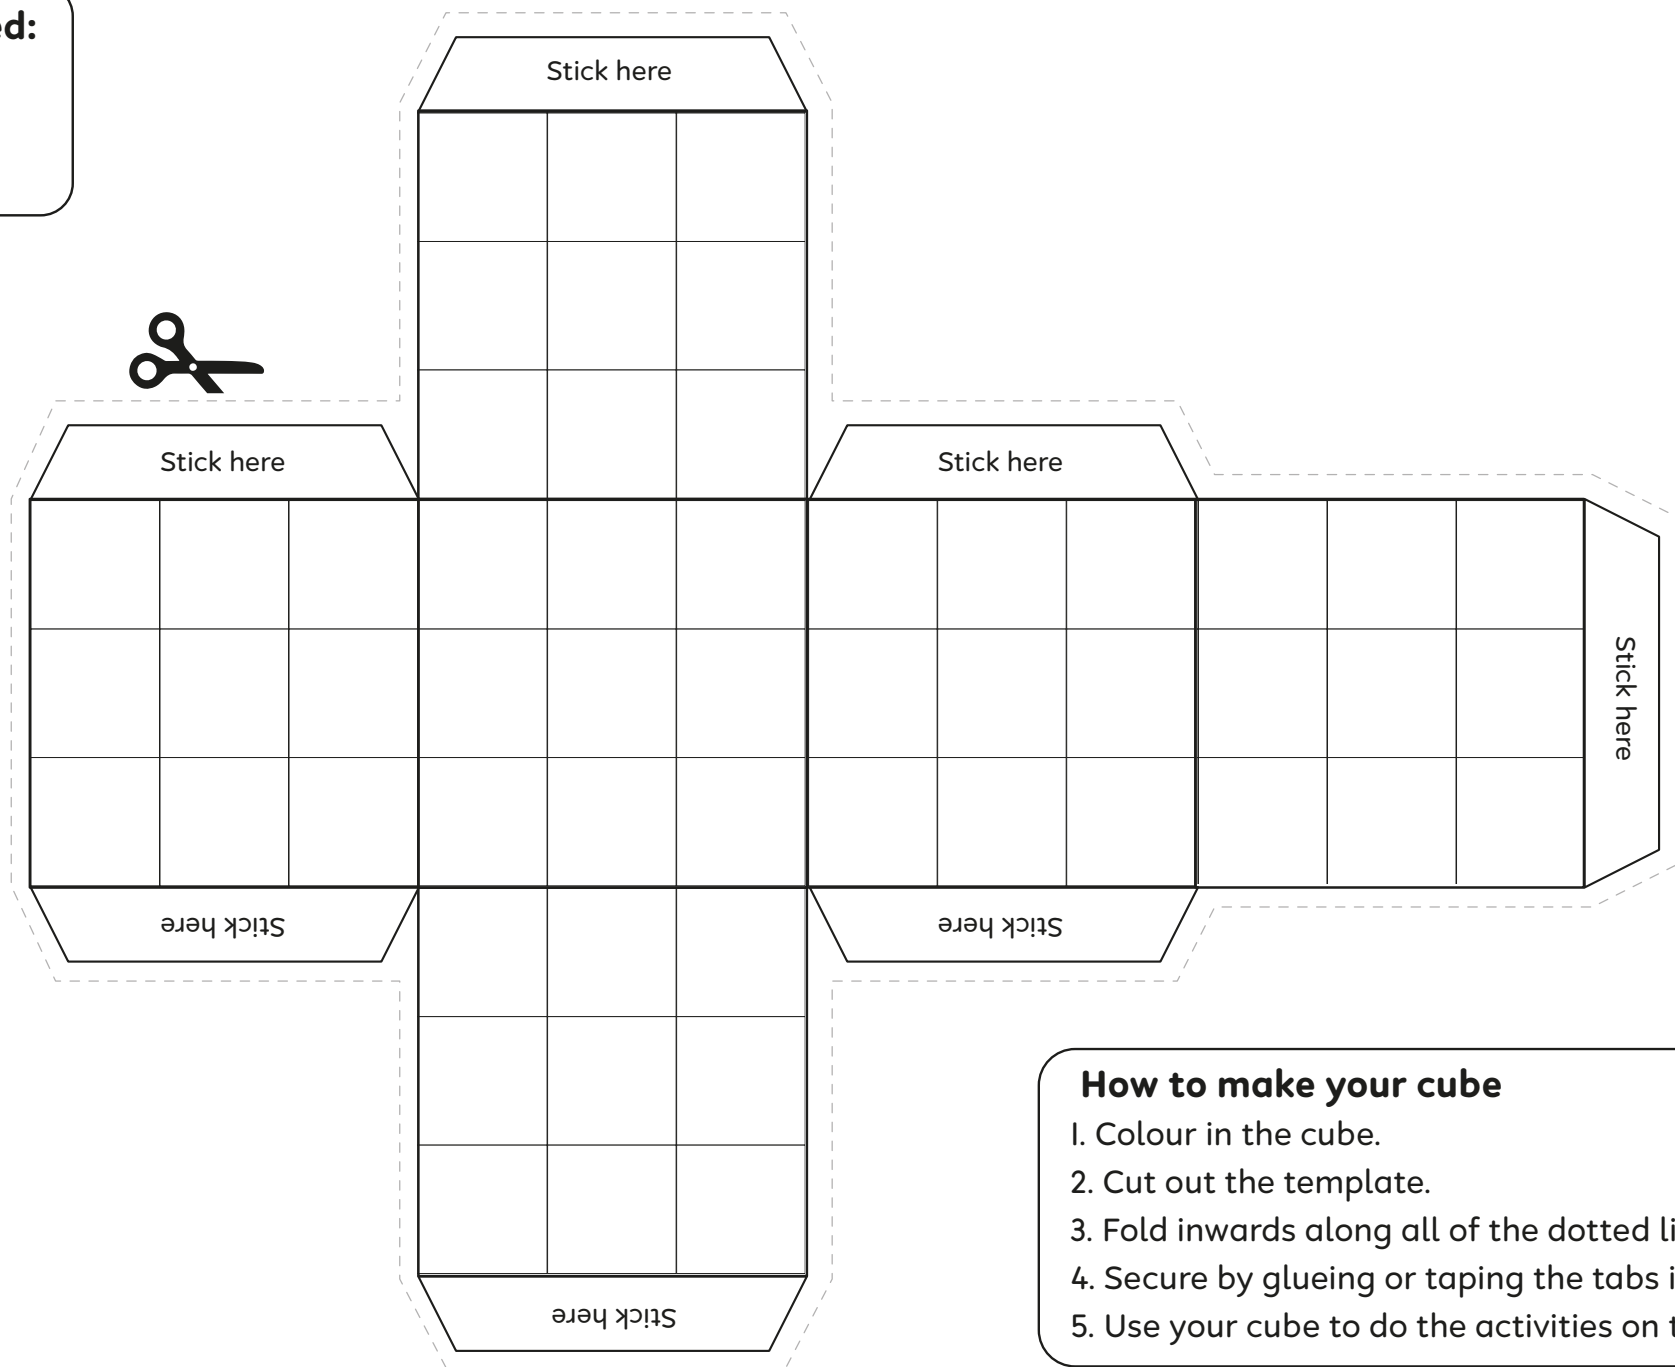 ed:
Stick here
Stick here
Stick here
Stick here
Stick here
Stick here
Stick here
How to make your cube
1. Colour in the cube.
2. Cut out the template.
3. Fold inwards along all of the dotted li
4. Secure by glueing or taping the tabs i
5. Use your cube to do the activities on t